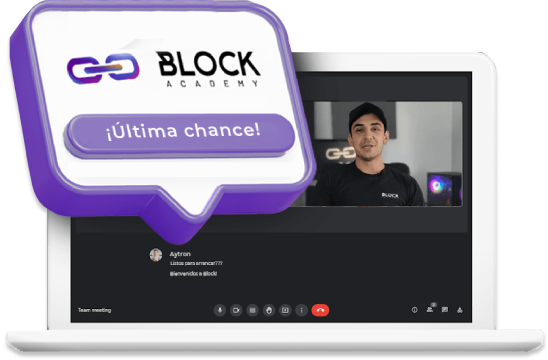 BLOCK
ACADEMY
¡Última chance!
BLOCK
Aytron
Listos para arrancar???
Bienvenidos a Block!
Team meeting